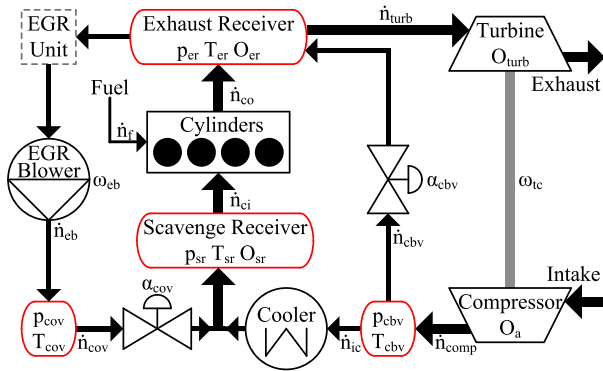 EGR
Unit
Exhaust Receiver
p_er T_er O_er
ṅ_turb
Turbine
O_turb
Exhaust
Fuel
ṅ_f
ṅ_co
Cylinders
EGR
Blower
ω_eb
ṅ_eb
ṅ_ci
α_cbv
ω_tc
Scavenge Receiver
p_sr T_sr O_sr
ṅ_cbv
α_cov
Intake
p_cov
T_cov
ṅ_cov
Cooler
ṅ_ic
p_cbv
T_cbv
ṅ_comp
Compressor
O_a